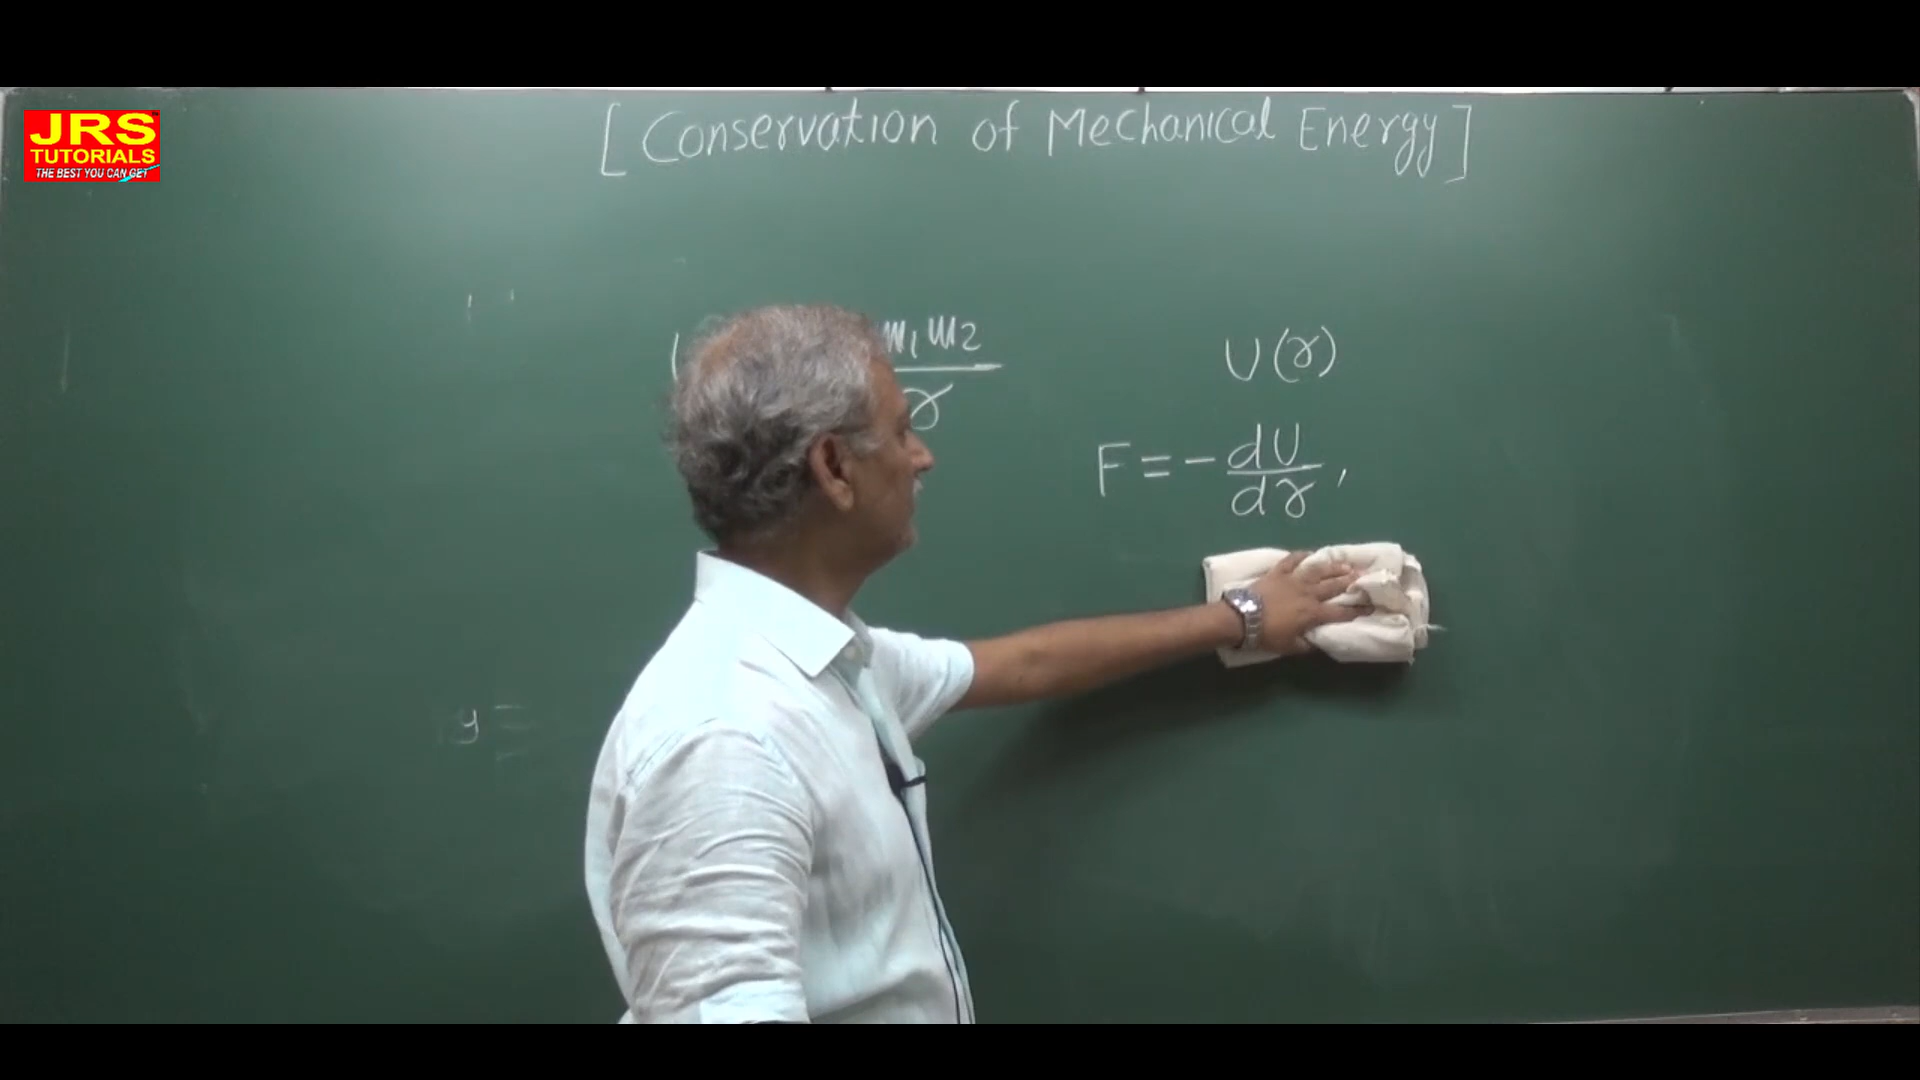 JRS
TUTORIALS
THE BEST YOU CAN GET
[Conservation of Mechanical Energy]
m₁m₂
r
U(r)
F = - dU/dr,
y =